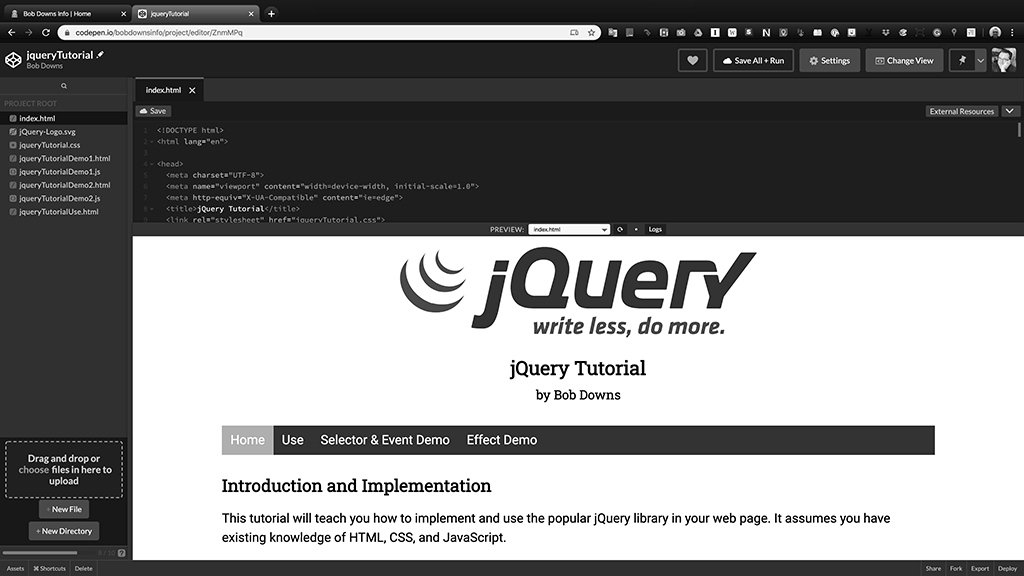 Bob Downs Info | Home
jqueryTutorial
codepen.io/bobdownsinfo/project/editor/ZnmMPq
jqueryTutorial
Bob Downs
Save All + Run
Settings
Change View
PROJECT ROOT
index.html
jQuery-Logo.svg
jqueryTutorial.css
jqueryTutorialDemo1.html
jqueryTutorialDemo1.js
jqueryTutorialDemo2.html
jqueryTutorialDemo2.js
jqueryTutorialUse.html
Drag and drop or
choose files in here to
upload
+ New File
+ New Directory
Assets
⌘ Shortcuts
Delete
index.html
Save
External Resources
1 <!DOCTYPE html>
2 <html lang="en">
3
4 <head>
5 <meta charset="UTF-8">
6 <meta name="viewport" content="width=device-width, initial-scale=1.0">
7 <meta http-equiv="X-UA-Compatible" content="ie=edge">
8 <title>jQuery Tutorial</title>
9 <link rel="stylesheet" href="jqueryTutorial.css">
PREVIEW: index.html Logs
jQuery
write less, do more.
jQuery Tutorial
by Bob Downs
Home Use Selector & Event Demo Effect Demo
Introduction and Implementation
This tutorial will teach you how to implement and use the popular jQuery library in your web page. It assumes you have
existing knowledge of HTML, CSS, and JavaScript.
Share Fork Export Deploy